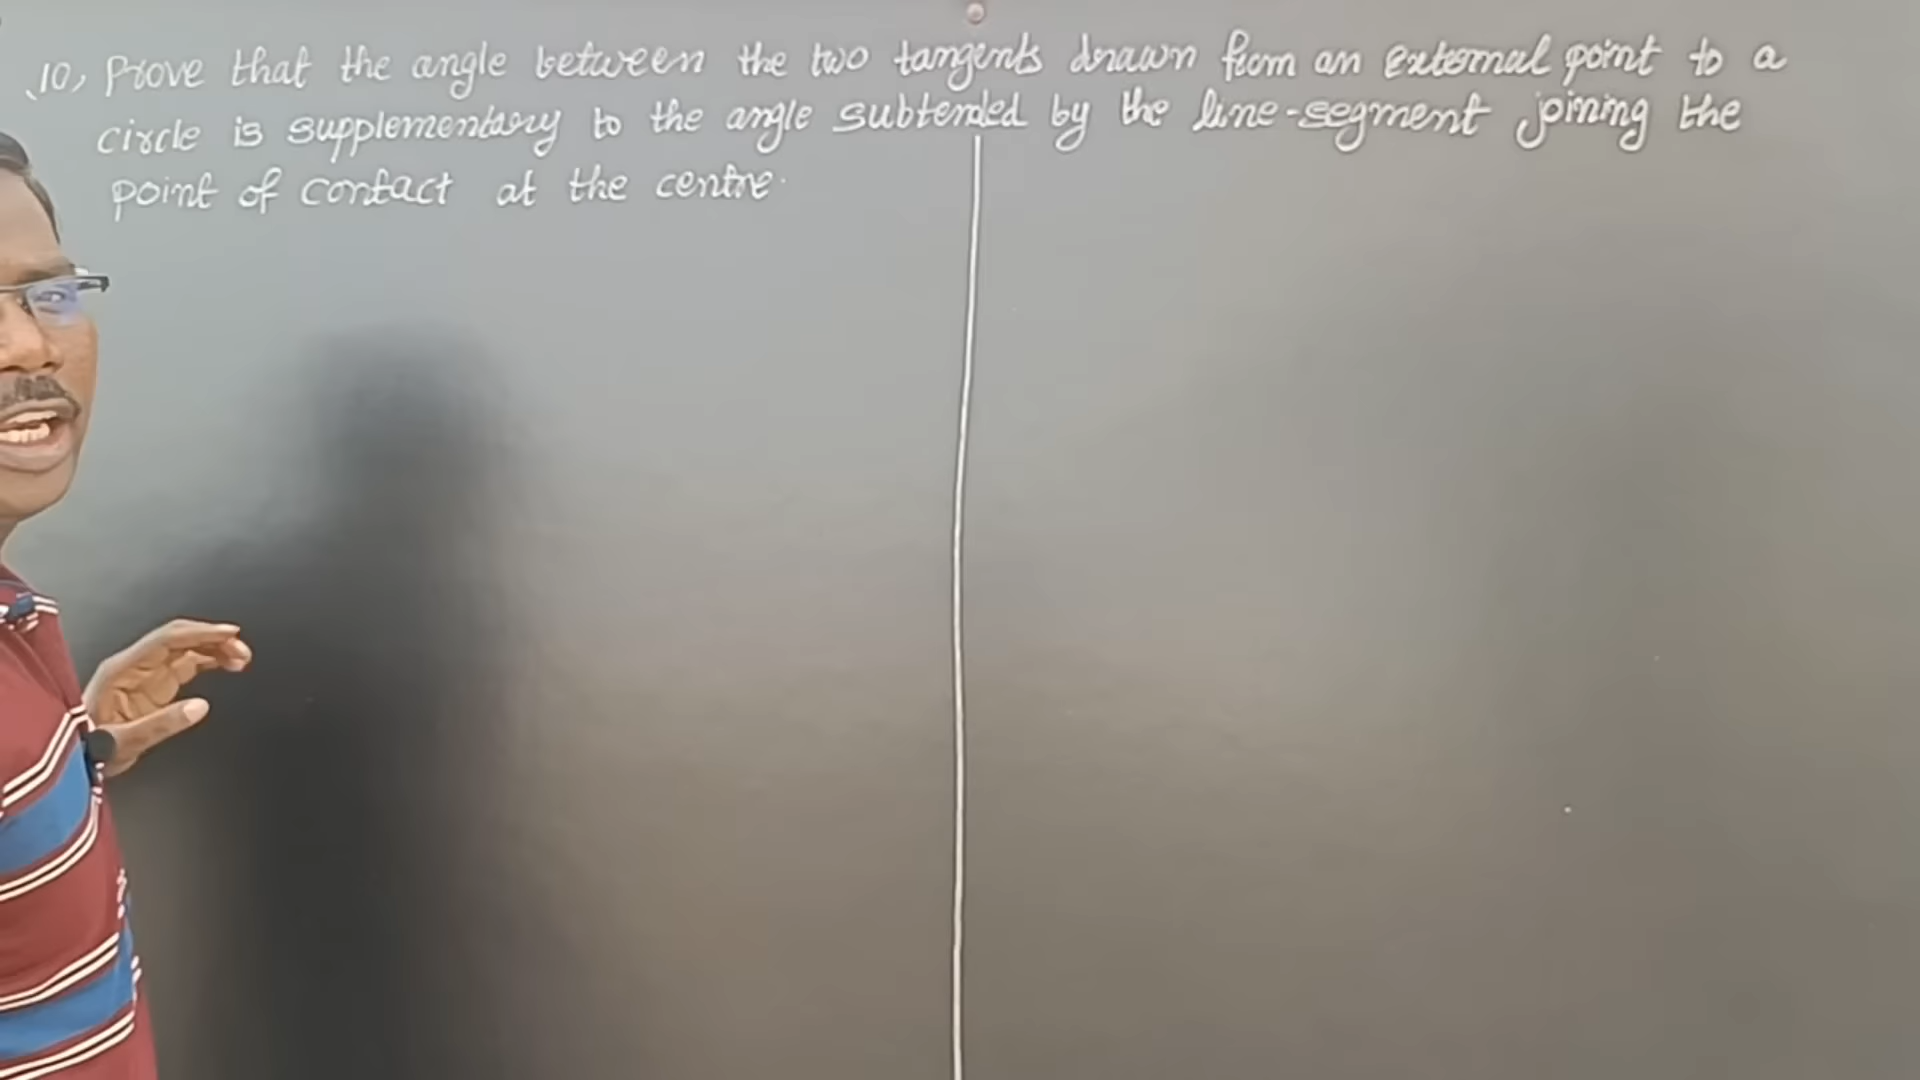 10, Prove that the angle between the two tangents drawn from an external point to a
circle is supplementary to the angle subtended by the line-segment joining the
point of contact at the centre.